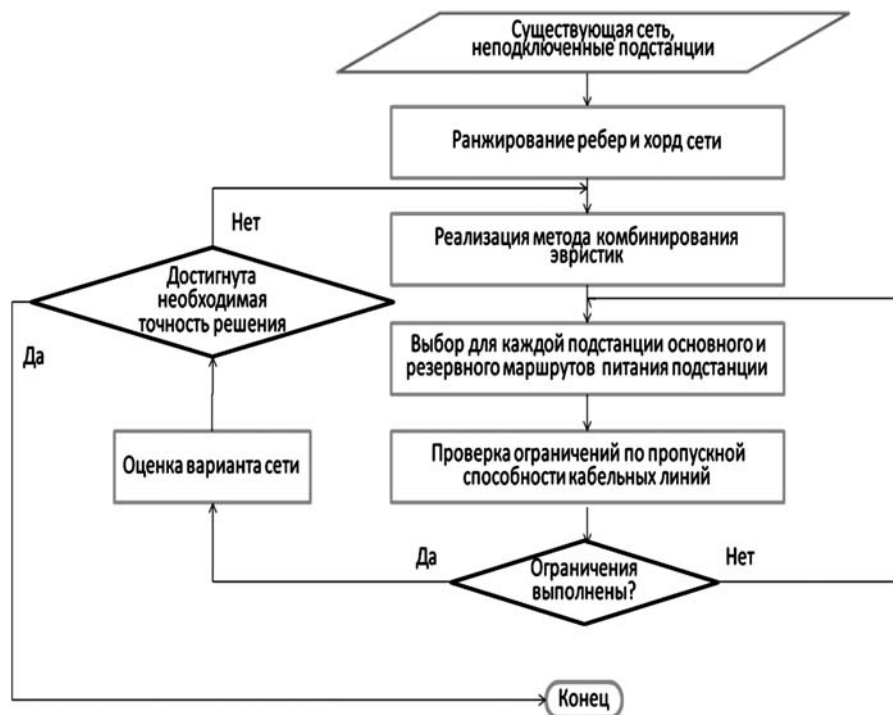 Существующая сеть,
неподключенные подстанции
Ранжирование ребер и хорд сети
Нет
Реализация метода комбинирования
эвристик
Достигнута
необходимая
точность решения
Да
Выбор для каждой подстанции основного и
резервного маршрутов питания подстанции
Оценка варианта сети
Проверка ограничений по пропускной
способности кабельных линий
Да
Нет
Ограничения
выполнены?
Конец